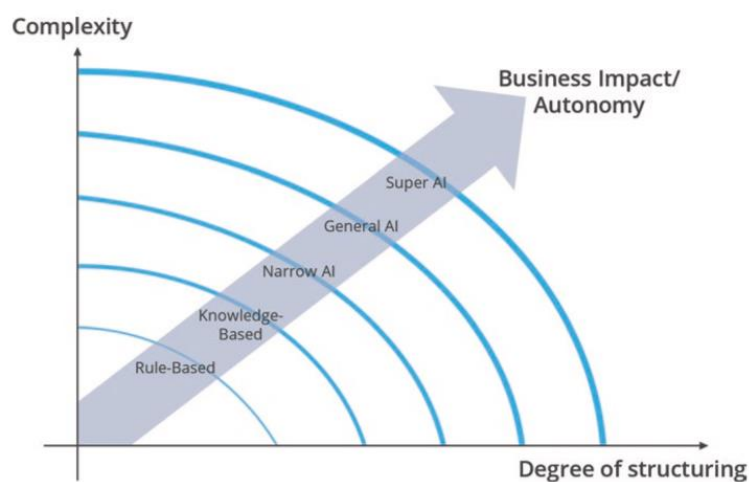 Complexity
Business Impact/
Autonomy
Super AI
General AI
Narrow AI
Knowledge-
Based
Rule-Based
Degree of structuring